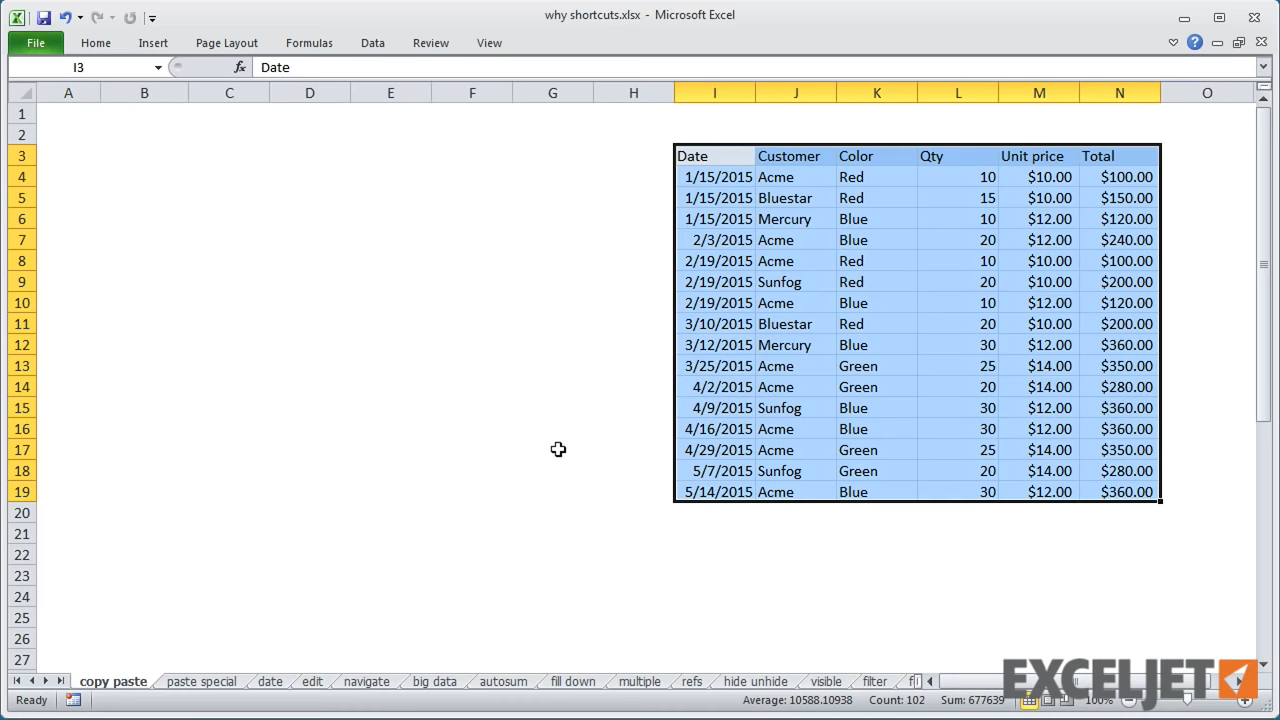 why shortcuts.xlsx - Microsoft Excel
File Home Insert Page Layout Formulas Data Review View
I3 fx Date
A B C D E F G H I J K L M N O
1
2
3 Date Customer Color Qty Unit price Total
4 1/15/2015 Acme Red 10 $10.00 $100.00
5 1/15/2015 Bluestar Red 15 $10.00 $150.00
6 1/15/2015 Mercury Blue 10 $12.00 $120.00
7 2/3/2015 Acme Blue 20 $12.00 $240.00
8 2/19/2015 Acme Red 10 $10.00 $100.00
9 2/19/2015 Sunfog Red 20 $10.00 $200.00
10 2/19/2015 Acme Blue 10 $12.00 $120.00
11 3/10/2015 Bluestar Red 20 $10.00 $200.00
12 3/12/2015 Mercury Blue 30 $12.00 $360.00
13 3/25/2015 Acme Green 25 $14.00 $350.00
14 4/2/2015 Acme Green 20 $14.00 $280.00
15 4/9/2015 Sunfog Blue 30 $12.00 $360.00
16 4/16/2015 Acme Blue 30 $12.00 $360.00
17 4/29/2015 Acme Green 25 $14.00 $350.00
18 5/7/2015 Sunfog Green 20 $14.00 $280.00
19 5/14/2015 Acme Blue 30 $12.00 $360.00
20
21
22
23
24
25
26
27
copy paste paste special date edit navigate big data autosum fill down multiple refs hide unhide visible filter
EXCELJET
Ready Average: 10588.10938 Count: 102 Sum: 677639 100%